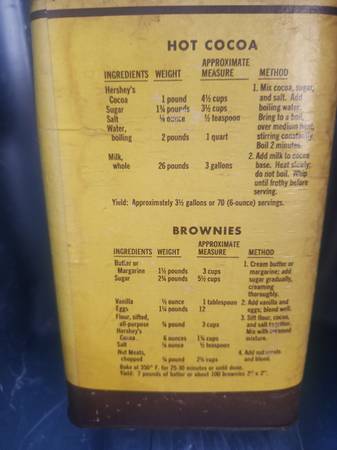 HOT COCOA
APPROXIMATE
INGREDIENTS WEIGHT MEASURE METHOD
Hershey's 1. Mix cocoa, sugar,
Cocoa 1 pound 4½ cups and salt. Add
Sugar 1¾ pounds 3½ cups boiling water.
Salt ⅛ ounce ½ teaspoon Bring to a boil,
Water, over medium heat,
boiling 2 pounds 1 quart stirring constantly.
Boil 2 minutes.
Milk, 2. Add milk to cocoa
whole 26 pounds 3 gallons base. Heat slowly;
do not boil. Whip
until frothy before
serving.
Yield: Approximately 3½ gallons or 70 (6-ounce) servings.
BROWNIES
APPROXIMATE
INGREDIENTS WEIGHT MEASURE METHOD
Butter or 1. Cream butter or
Margarine 1½ pounds 3 cups margarine; add
Sugar 2¾ pounds 5½ cups sugar gradually,
creaming
thoroughly.
Vanilla ½ ounce 1 tablespoon 2. Add vanilla and
Eggs 1¼ pounds 12 eggs; blend well.
Flour, sifted, 3. Sift flour, cocoa,
all-purpose ¾ pound 3 cups and salt together.
Hershey's Mix with creamed
Cocoa 6 ounces cups mixture.
Salt ounce ½ teaspoon
Nut Meats, 4. Add nut meats
chopped pound cups and blend.
Bake at 350° F. for 25-30 minutes or until done.
Yield: 7 pounds of batter or about 100 brownies 2" x 2".